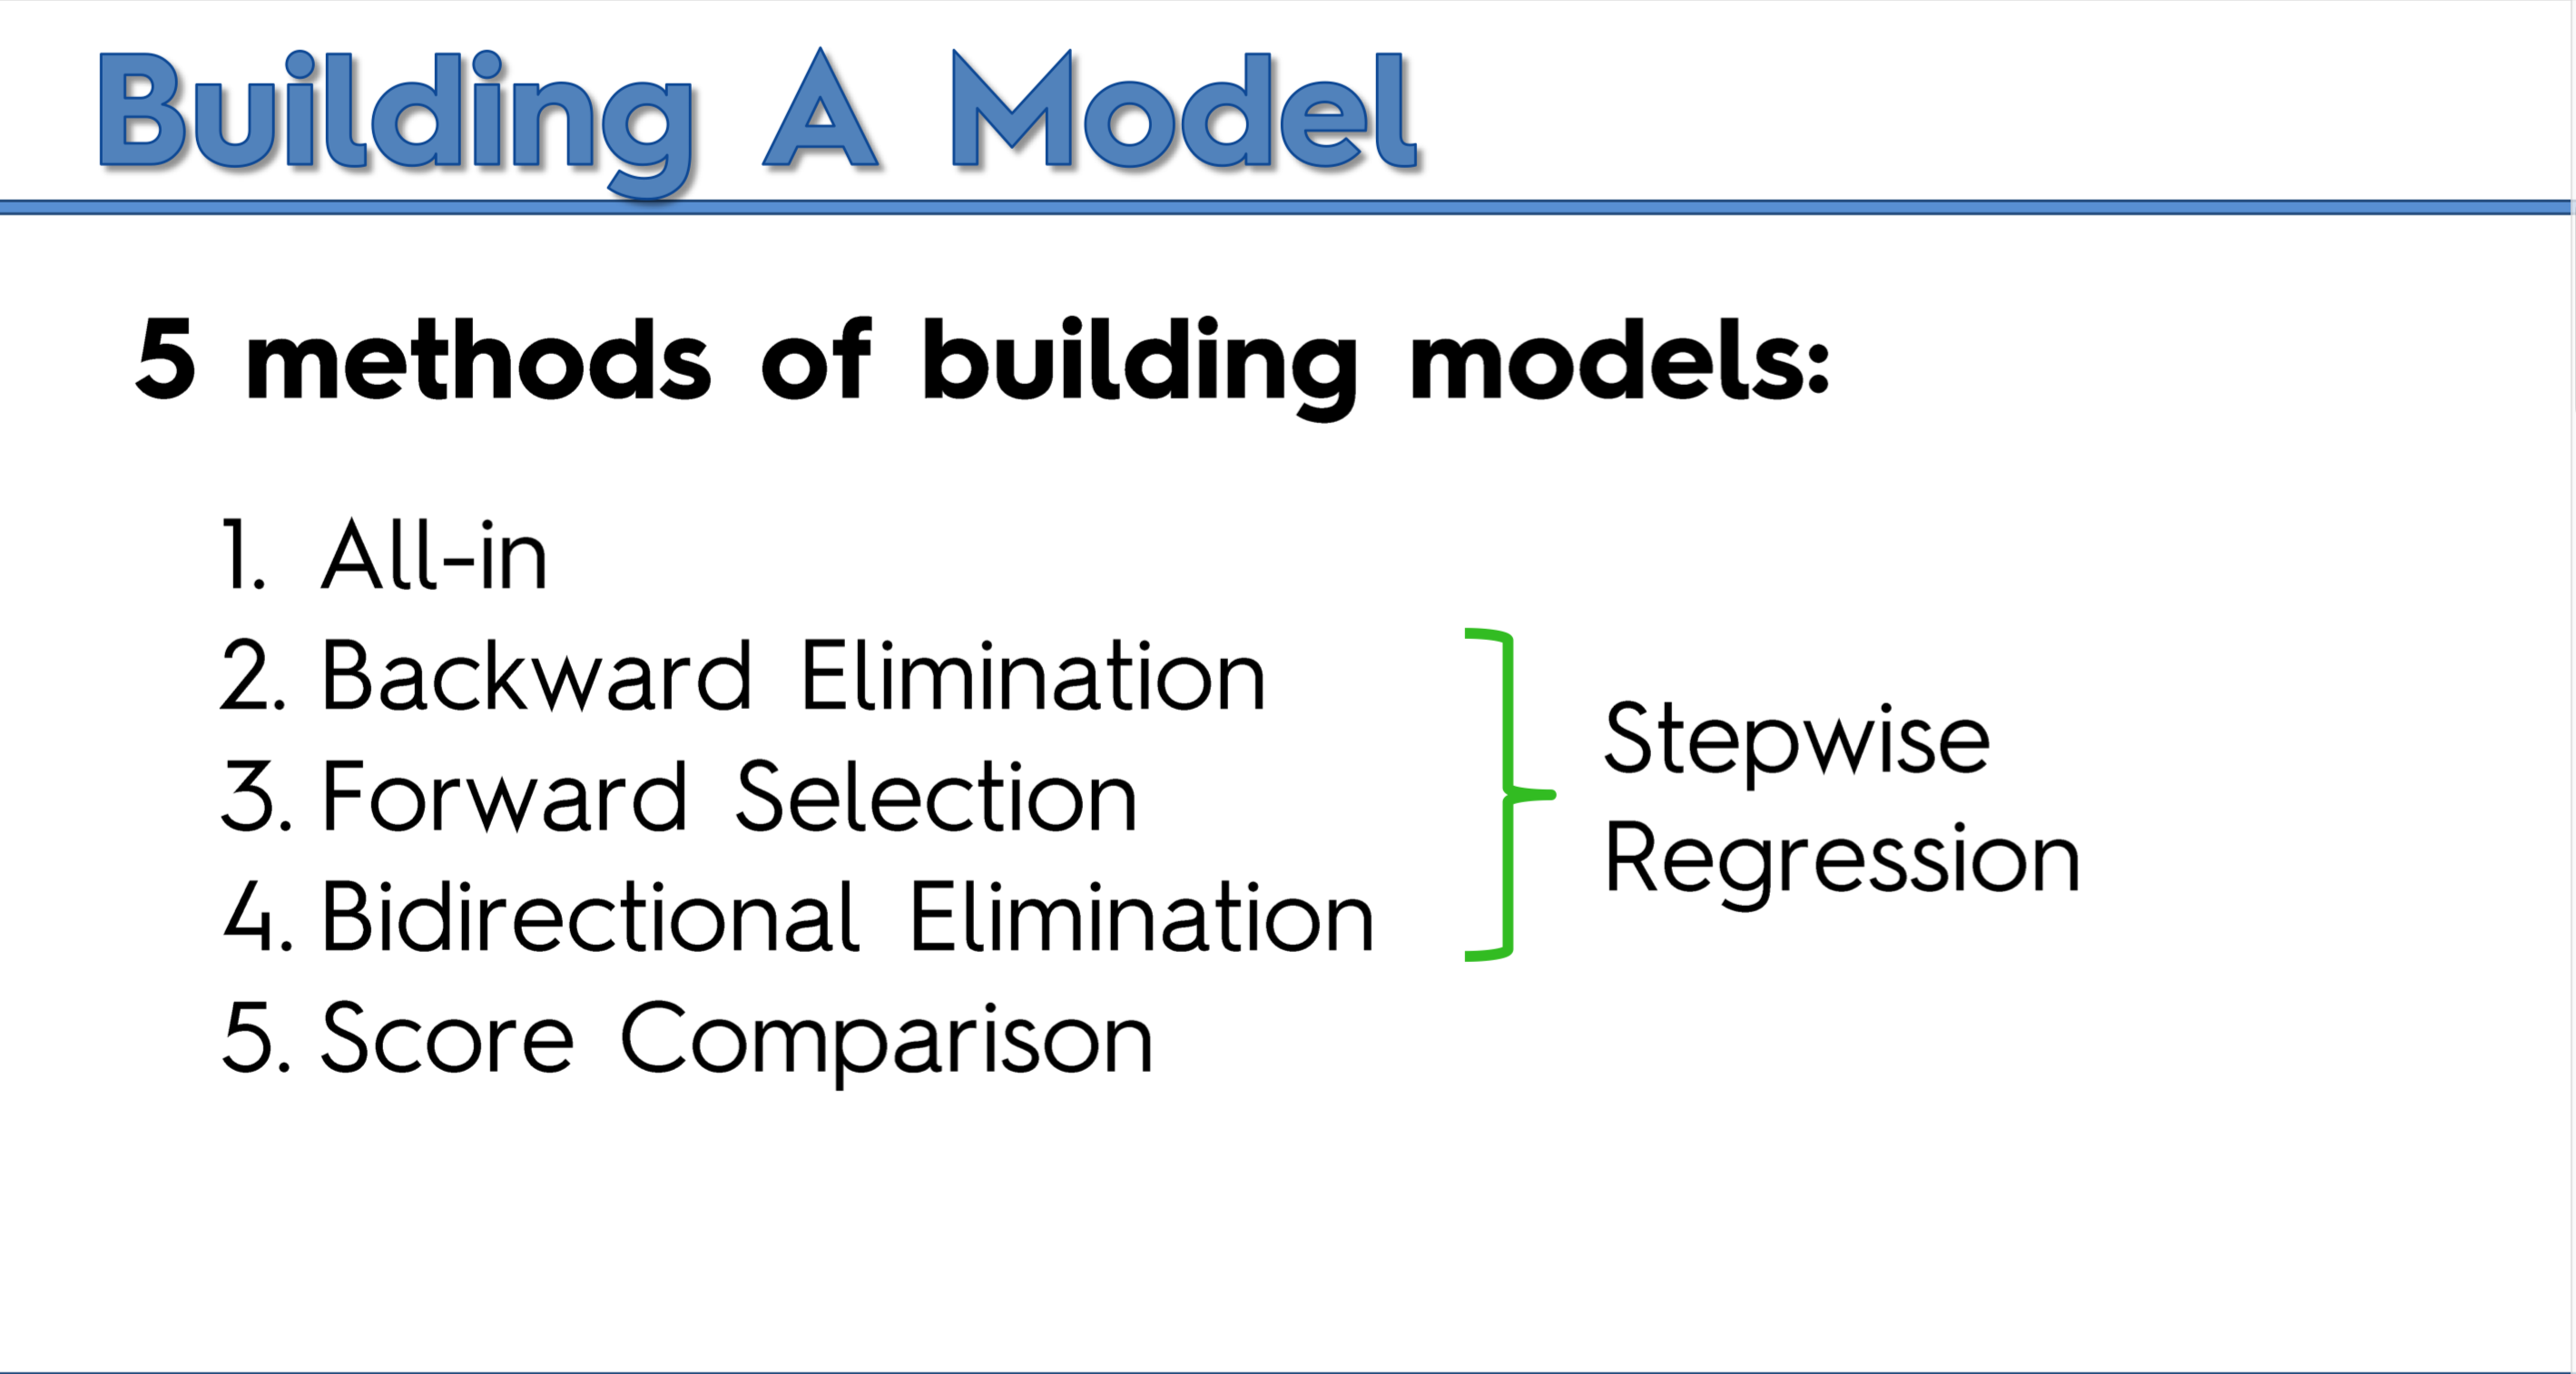 Building A Model
5 methods of building models:
1. All-in
2. Backward Elimination
3. Forward Selection
4. Bidirectional Elimination
5. Score Comparison
Stepwise
Regression